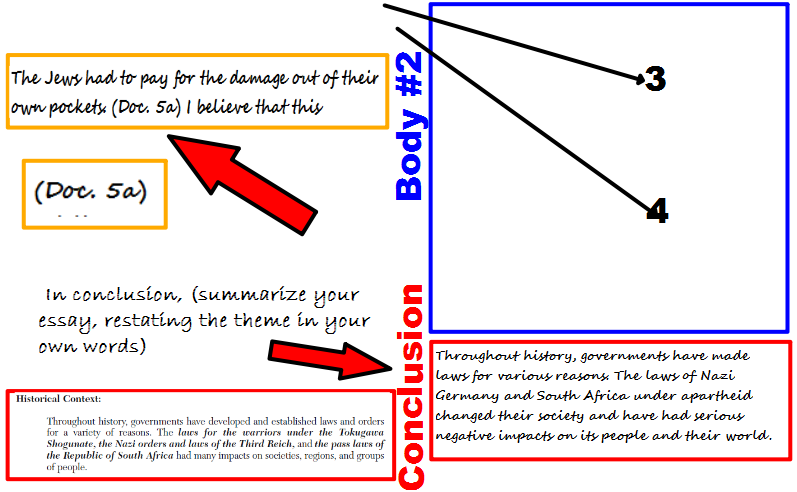 The Jews had to pay for the damage out of their
own pockets. (Doc. 5a) I believe that this
(Doc. 5a)
In conclusion, (summarize your
essay, restating the theme in your
own words)
Historical Context:
Throughout history, governments have developed and established laws and orders
for a variety of reasons. The laws for the warriors under the Tokugawa
Shogunate, the Nazi orders and laws of the Third Reich, and the pass laws of
the Republic of South Africa had many impacts on societies, regions, and groups
of people.
Body #2
3
4
Conclusion
Throughout history, governments have made
laws for various reasons. The laws of Nazi
Germany and South Africa under apartheid
changed their society and have had serious
negative impacts on its people and their world.